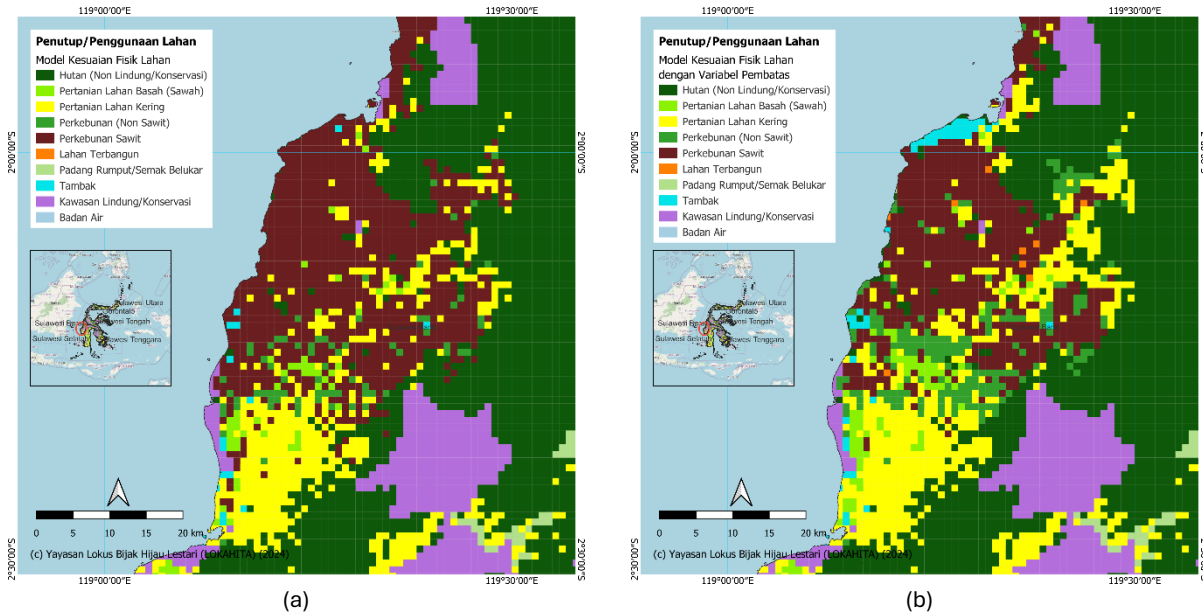 119°00'00"E
119°30'00"E
Penutup/Penggunaan Lahan
Model Kesuaian Fisik Lahan
Hutan (Non Lindung/Konservasi)
Pertanian Lahan Basah (Sawah)
Pertanian Lahan Kering
Perkebunan (Non Sawit)
Perkebunan Sawit
Lahan Terbangun
Padang Rumput/Semak Belukar
Tambak
Kawasan Lindung/Konservasi
Badan Air
2°00'00"S
Sulawesi Utara
Gorontalo
Sulawesi Tengah
Sulawesi Tenggara
0 5 10 15 20 km
(c) Yayasan Lokus Bijak Hijau Lestari (LOKAHITA) (2024)
2°30'00"S
119°00'00"E
119°30'00"E
(a)
119°00'00"E
119°30'00"E
Penutup/Penggunaan Lahan
Model Kesuaian Fisik Lahan
dengan Variabel Pembatas
Hutan (Non Lindung/Konservasi)
Pertanian Lahan Basah (Sawah)
Pertanian Lahan Kering
Perkebunan (Non Sawit)
Perkebunan Sawit
Lahan Terbangun
Padang Rumput/Semak Belukar
Tambak
Kawasan Lindung/Konservasi
Badan Air
2°00'00"S
Sulawesi Utara
Gorontalo
Sulawesi Tengah
Sulawesi Tenggara
0 5 10 15 20 km
(c) Yayasan Lokus Bijak Hijau Lestari (LOKAHITA) (2024)
2°30'00"S
119°00'00"E
119°30'00"E
(b)